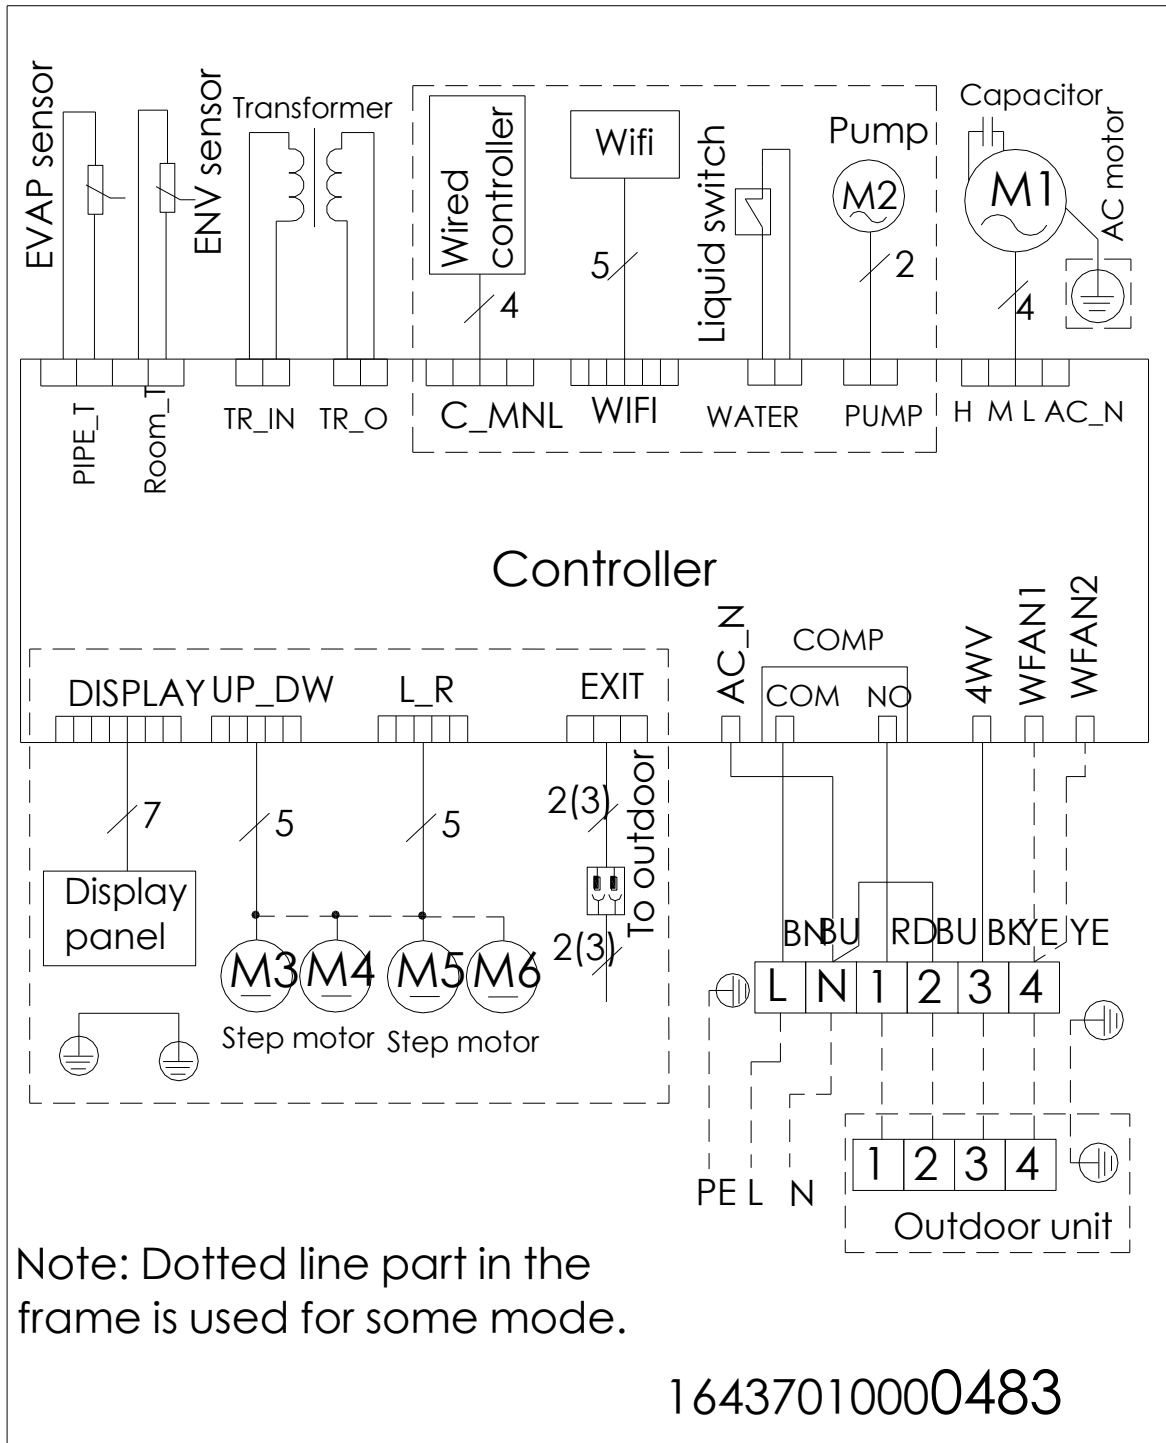 EVAP sensor
ENV sensor
Transformer
Wired
controller
4
Wifi
5
Liquid switch
Pump
M2
2
Capacitor
M1
AC motor
4
PIPE_T
Room_T
TR_IN
TR_O
C_MNL
WIFI
WATER
PUMP
H M L AC_N
Controller
DISPLAY
UP_DW
L_R
EXIT
AC_N
COMP
COM
NO
4WV
WFAN1
WFAN2
7
5
5
2(3)
To outdoor
2(3)
Display
panel
M3
M4
M5
M6
Step motor
Step motor
BN
BU
RD
BU
BK
YE
YE
L N 1 2 3 4
PE L N
1 2 3 4
Outdoor unit
Note: Dotted line part in the
frame is used for some mode.
16437010000483